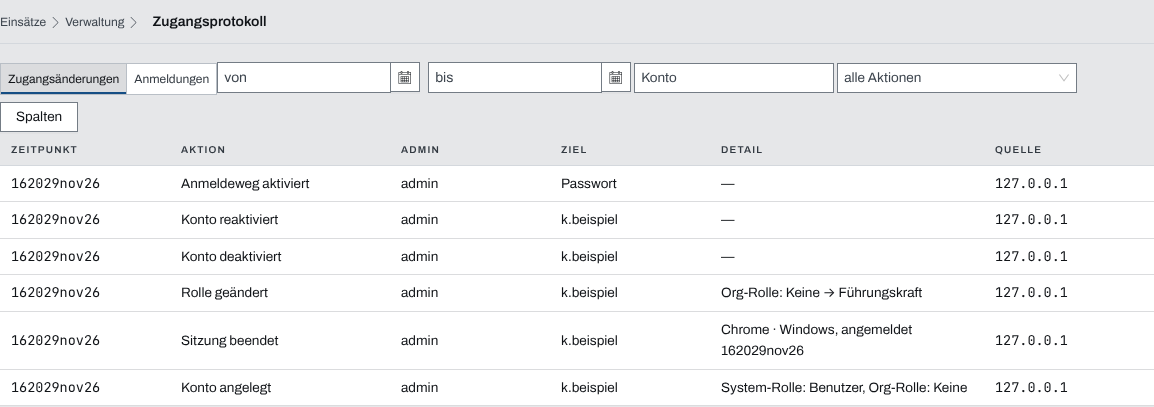 Einsätze > Verwaltung > Zugangsprotokoll
Zugangsänderungen Anmeldungen von bis Konto alle Aktionen
Spalten
ZEITPUNKT AKTION ADMIN ZIEL DETAIL QUELLE
162029nov26 Anmeldeweg aktiviert admin Passwort — 127.0.0.1
162029nov26 Konto reaktiviert admin k.beispiel — 127.0.0.1
162029nov26 Konto deaktiviert admin k.beispiel — 127.0.0.1
162029nov26 Rolle geändert admin k.beispiel Org-Rolle: Keine → Führungskraft 127.0.0.1
162029nov26 Sitzung beendet admin k.beispiel Chrome · Windows, angemeldet 162029nov26 127.0.0.1
162029nov26 Konto angelegt admin k.beispiel System-Rolle: Benutzer, Org-Rolle: Keine 127.0.0.1